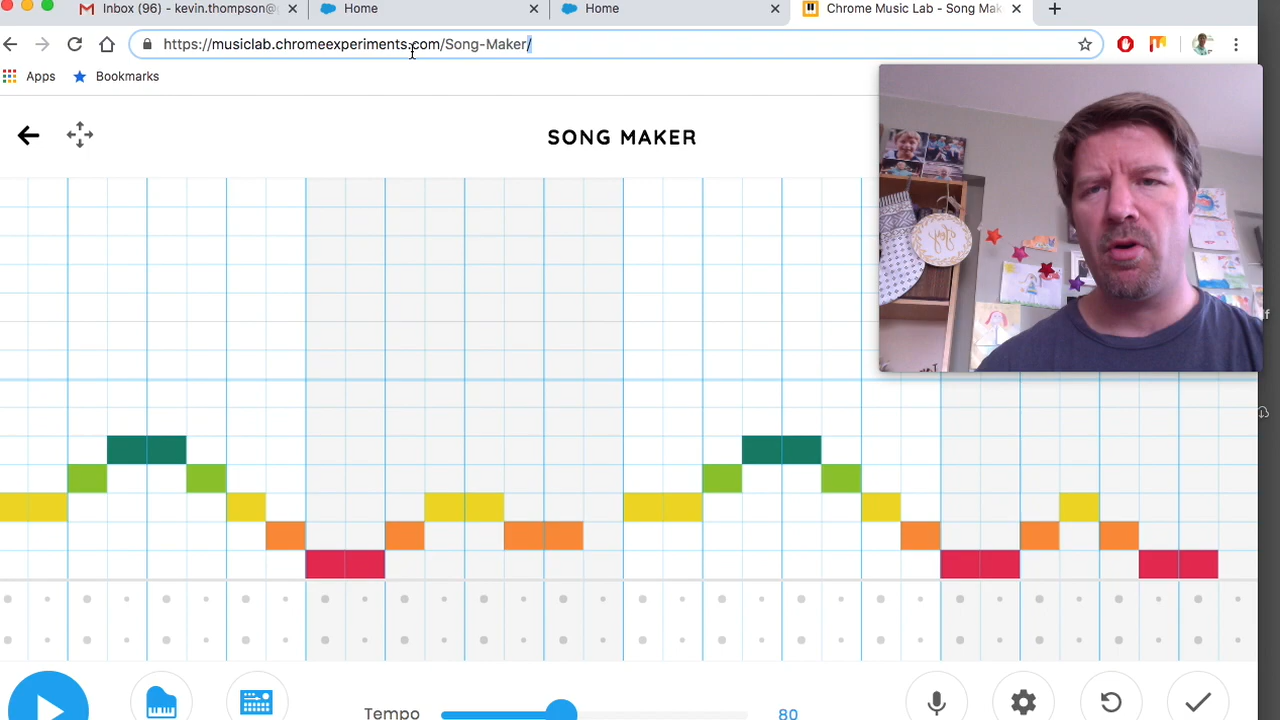 Inbox (96) - kevin.thompson@
Home
Home
Chrome Music Lab - Song Mak
https://musiclab.chromeexperiments.com/Song-Maker/
Apps
Bookmarks
SONG MAKER
Tempo
80